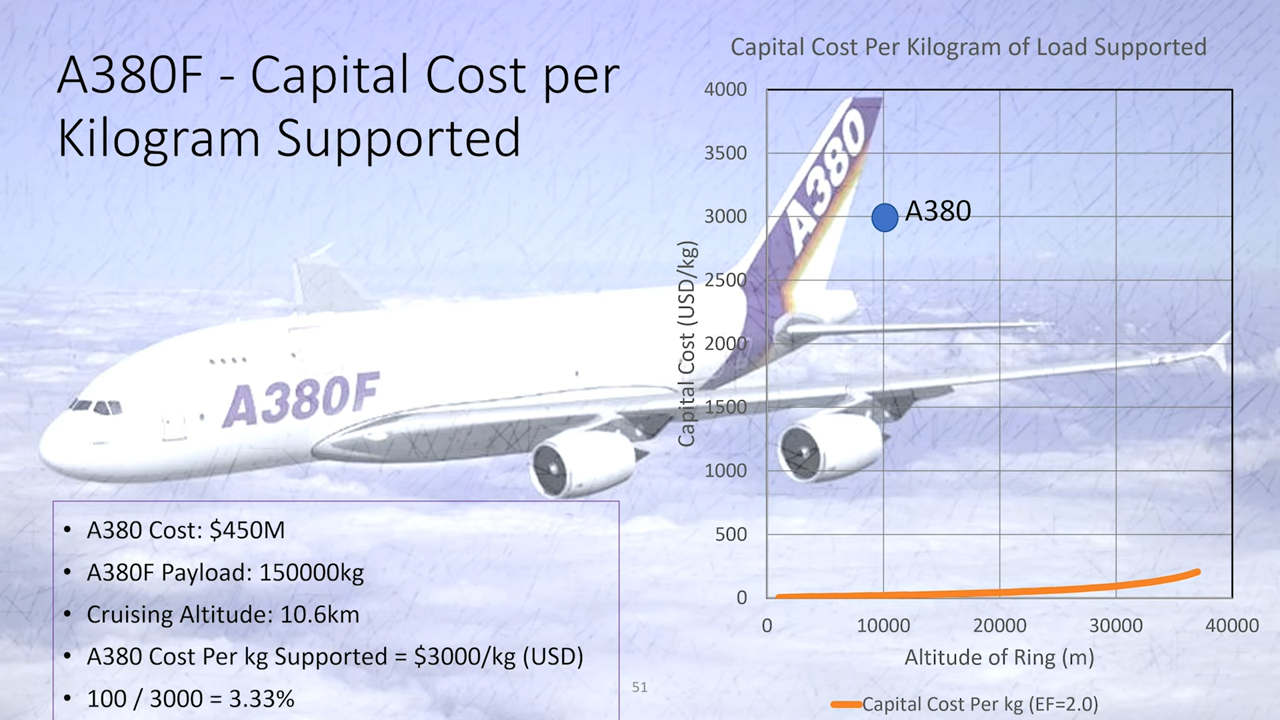 A380F - Capital Cost per
Kilogram Supported
A380F
A380
• A380 Cost: $450M
• A380F Payload: 150000kg
• Cruising Altitude: 10.6km
• A380 Cost Per kg Supported = $3000/kg (USD)
• 100 / 3000 = 3.33%
51
Capital Cost Per Kilogram of Load Supported
Capital Cost (USD/kg)
4000
3500
3000
2500
2000
1500
1000
500
0
A380
0 10000 20000 30000 40000
Altitude of Ring (m)
Capital Cost Per kg (EF=2.0)